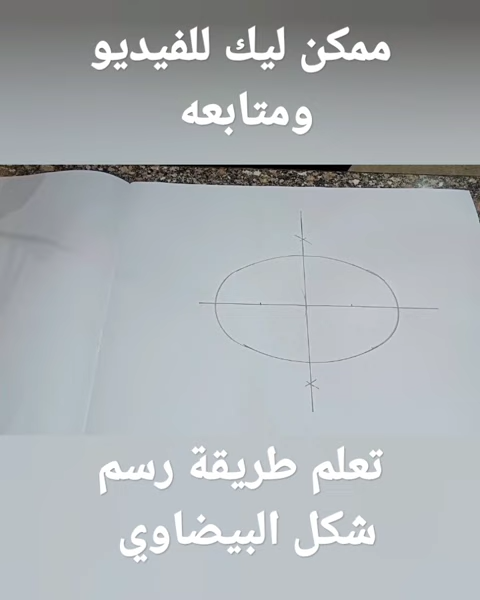 ممكن ليك للفيديو
ومتابعه
تعلم طريقة رسم
شكل البيضاوي